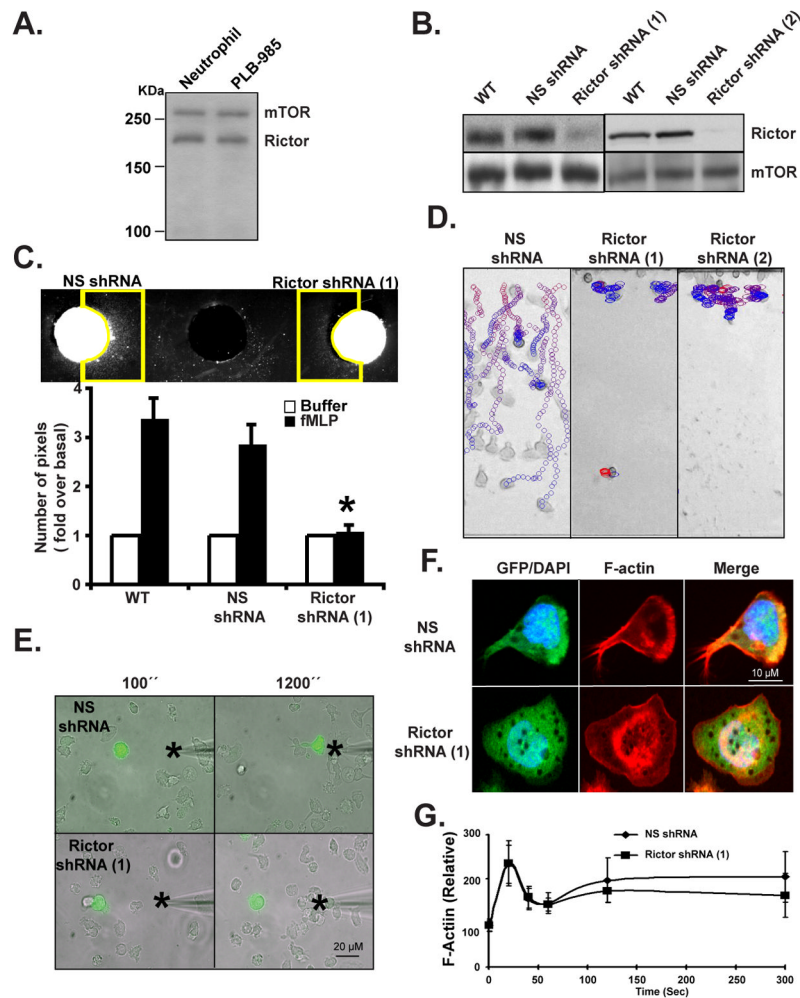 A.
Neutrophil
PLB-985
KDa
250
150
100
mTOR
Rictor
B.
WT
NS shRNA
Rictor shRNA (1)
WT
NS shRNA
Rictor shRNA (2)
Rictor
mTOR
C.
NS shRNA
Rictor shRNA (1)
Number of pixels
( fold over basal)
4
3
2
1
0
Buffer
fMLP
*
WT
NS
shRNA
Rictor
shRNA (1)
D.
NS
shRNA
Rictor
shRNA (1)
Rictor
shRNA (2)
E.
100´´
1200´´
NS
shRNA
*
*
Rictor
shRNA (1)
*
*
20 µM
F.
GFP/DAPI
F-actin
Merge
NS
shRNA
10 µM
Rictor
shRNA (1)
G.
F-Actiin (Relative)
300
200
100
0
NS shRNA
Rictor shRNA (1)
0
50
100
150
200
250
300
Time (Sec)